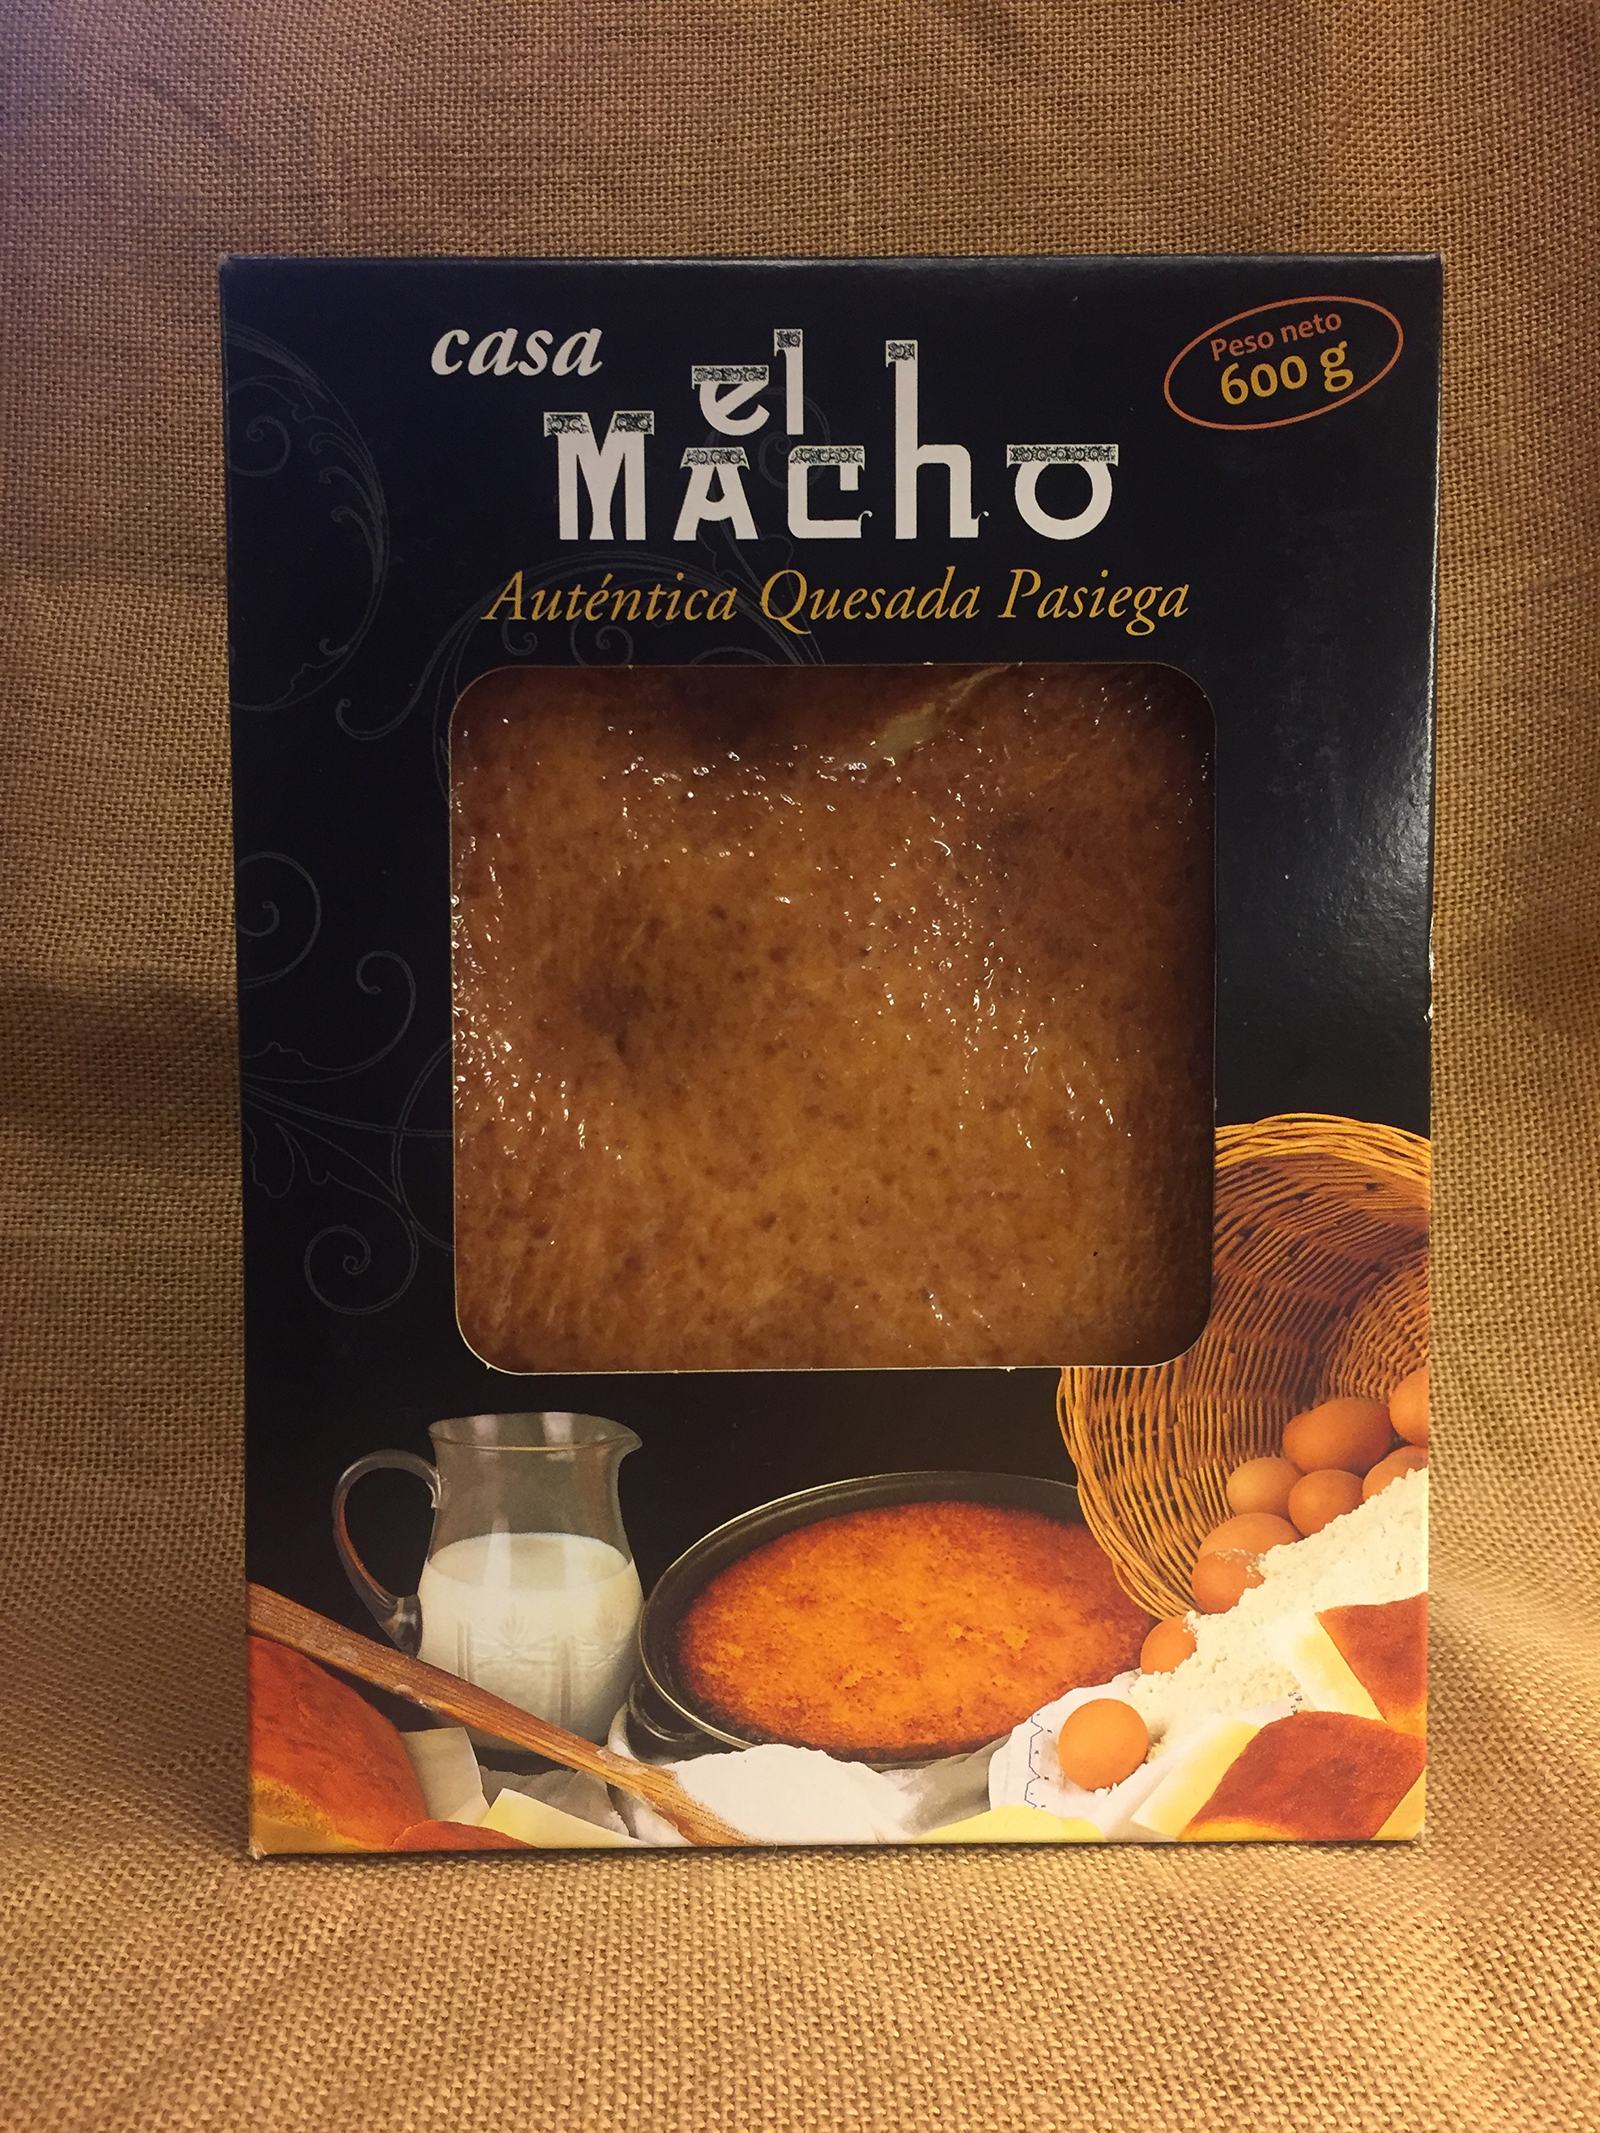 casa
el
Macho
Peso neto
600 g
Auténtica Quesada Pasiega